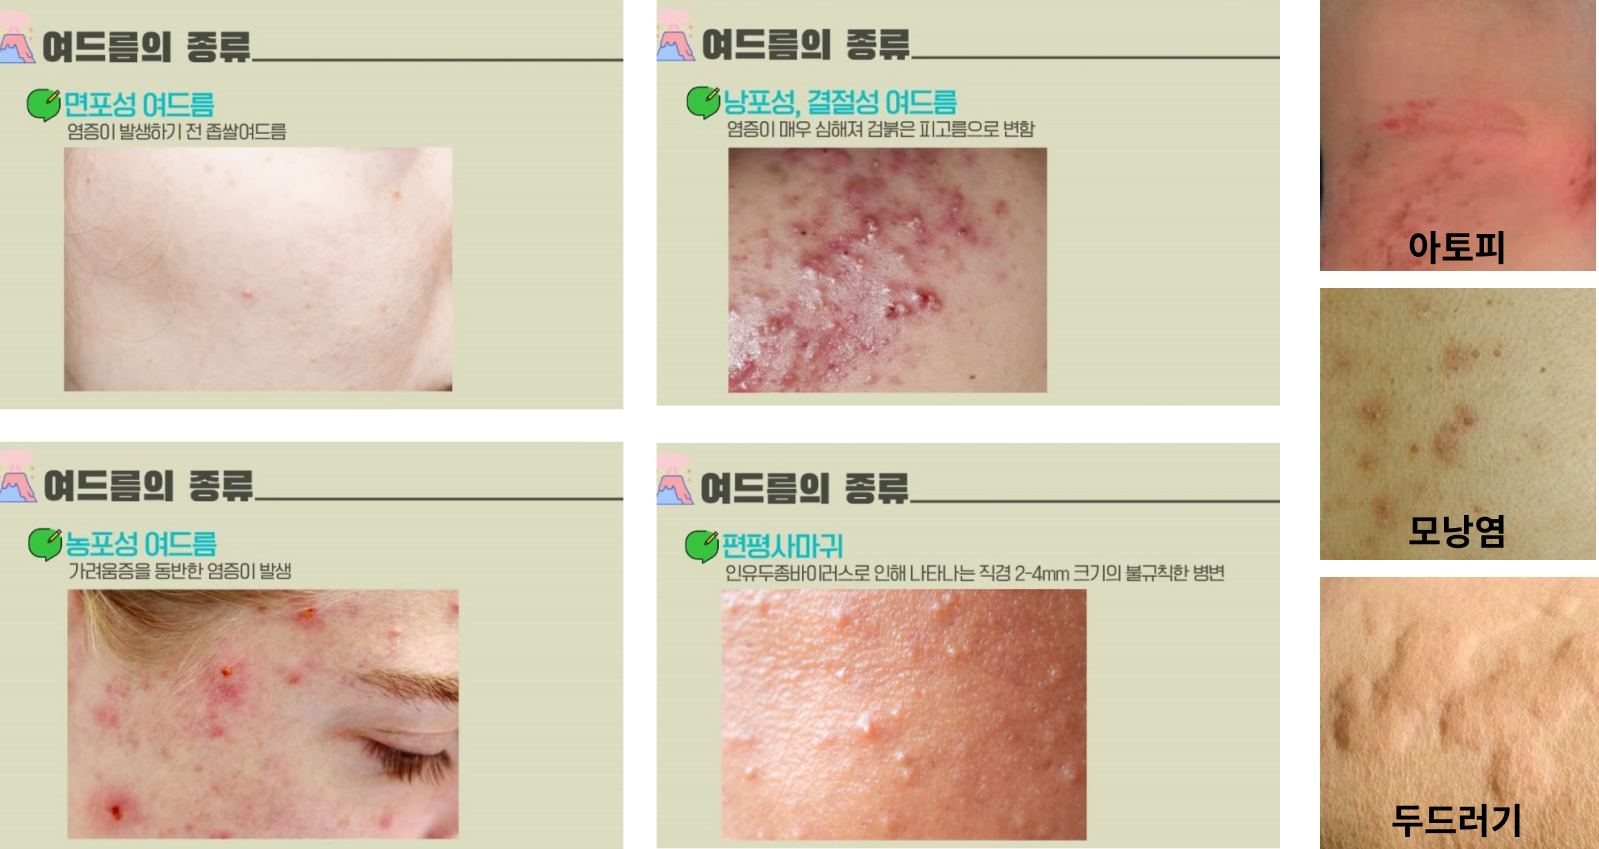 여드름의 종류
면포성 여드름
염증이 발생하기 전 좁쌀여드름
여드름의 종류
낭포성, 결절성 여드름
염증이 매우 심해져 검붉은 피고름으로 변함
여드름의 종류
농포성 여드름
가려움증을 동반한 염증이 발생
여드름의 종류
편평사마귀
인유두종바이러스로 인해 나타나는 직경 2-4mm 크기의 불규칙한 병변
아토피
모낭염
두드러기